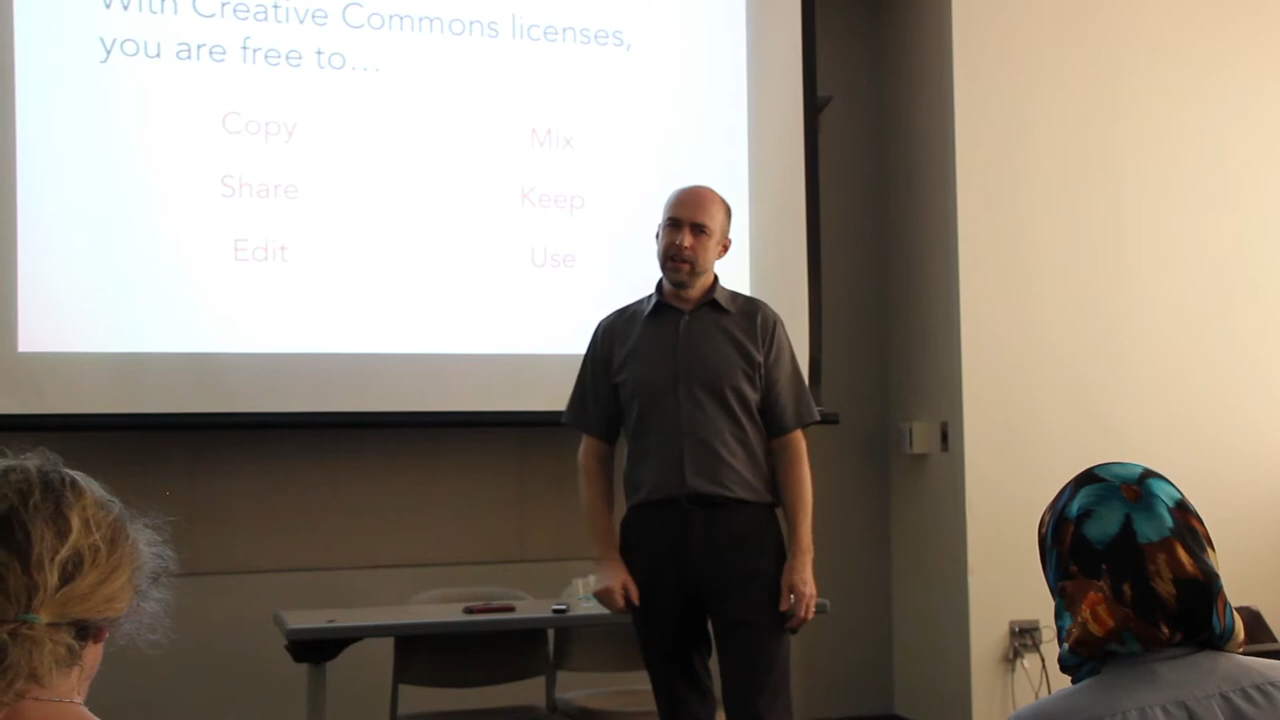 With Creative Commons licenses,
you are free to...
Copy
Mix
Share
Keep
Edit
Use